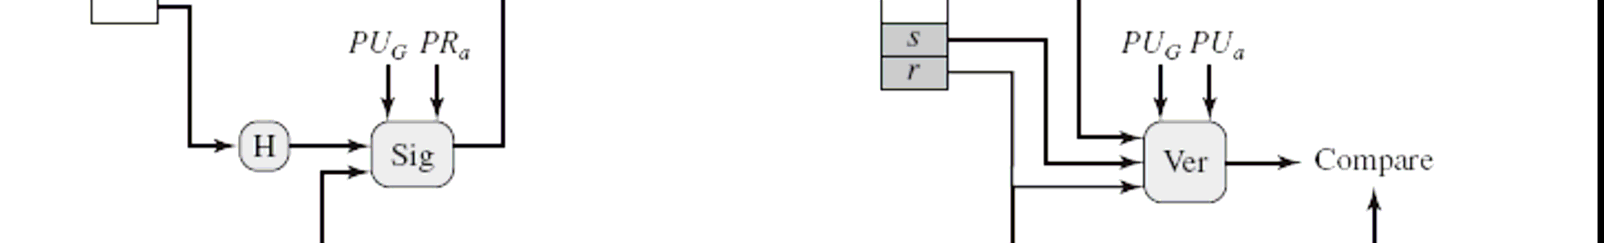 s
PU_G PR_a
PU_G PU_a
r
H
Sig
Ver
Compare